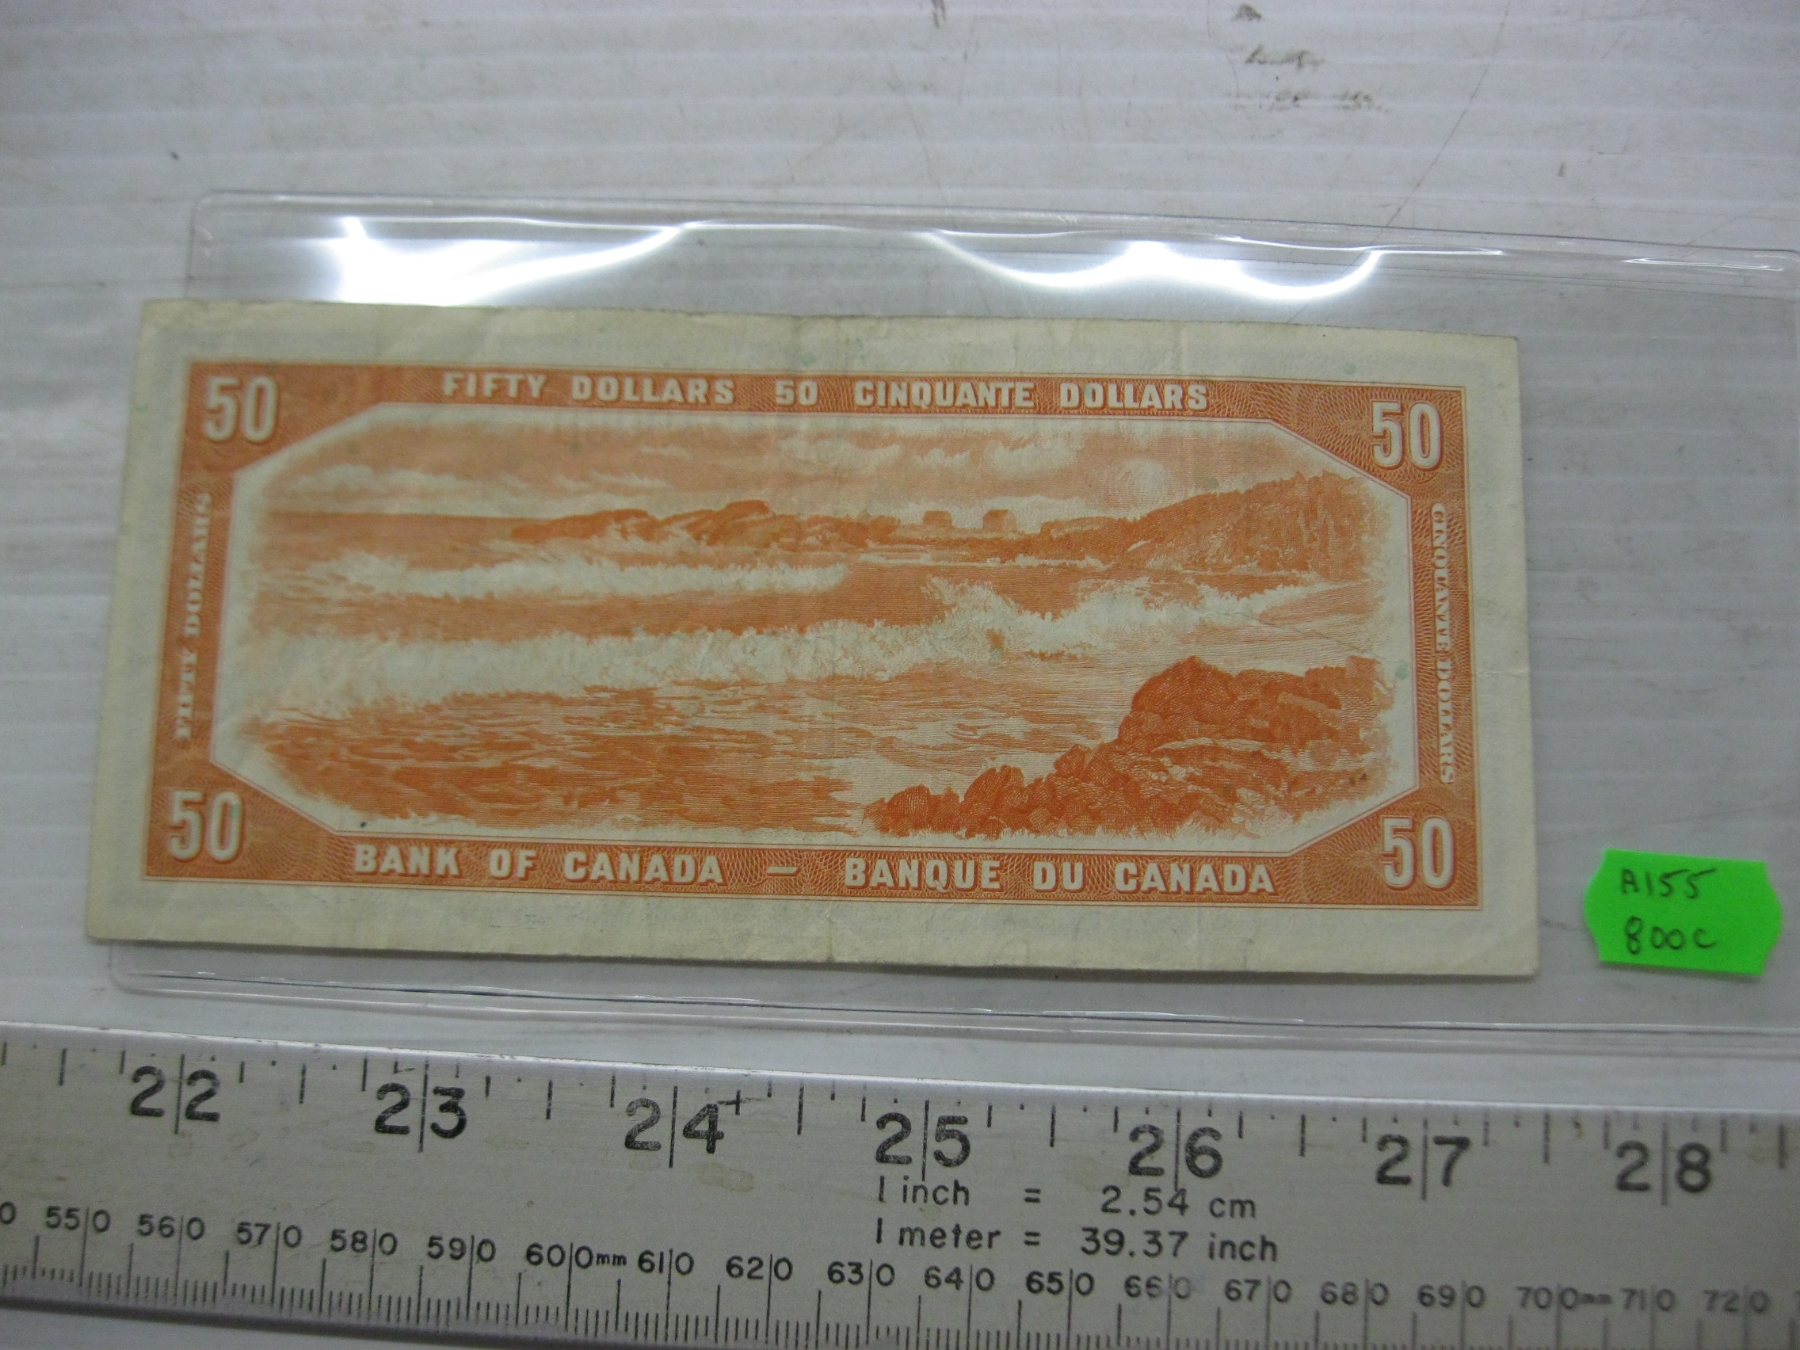 50 FIFTY DOLLARS 50 CINQUANTE DOLLARS 50
FIFTY DOLLARS
CINQUANTE DOLLARS
50 BANK OF CANADA — BANQUE DU CANADA 50
A155
800C
22 23 24 25 26 27 28
1 inch = 2.54 cm
1 meter = 39.37 inch
0 550 560 570 580 590 600mm 610 620 630 640 650 660 670 680 690 700mm 710 720